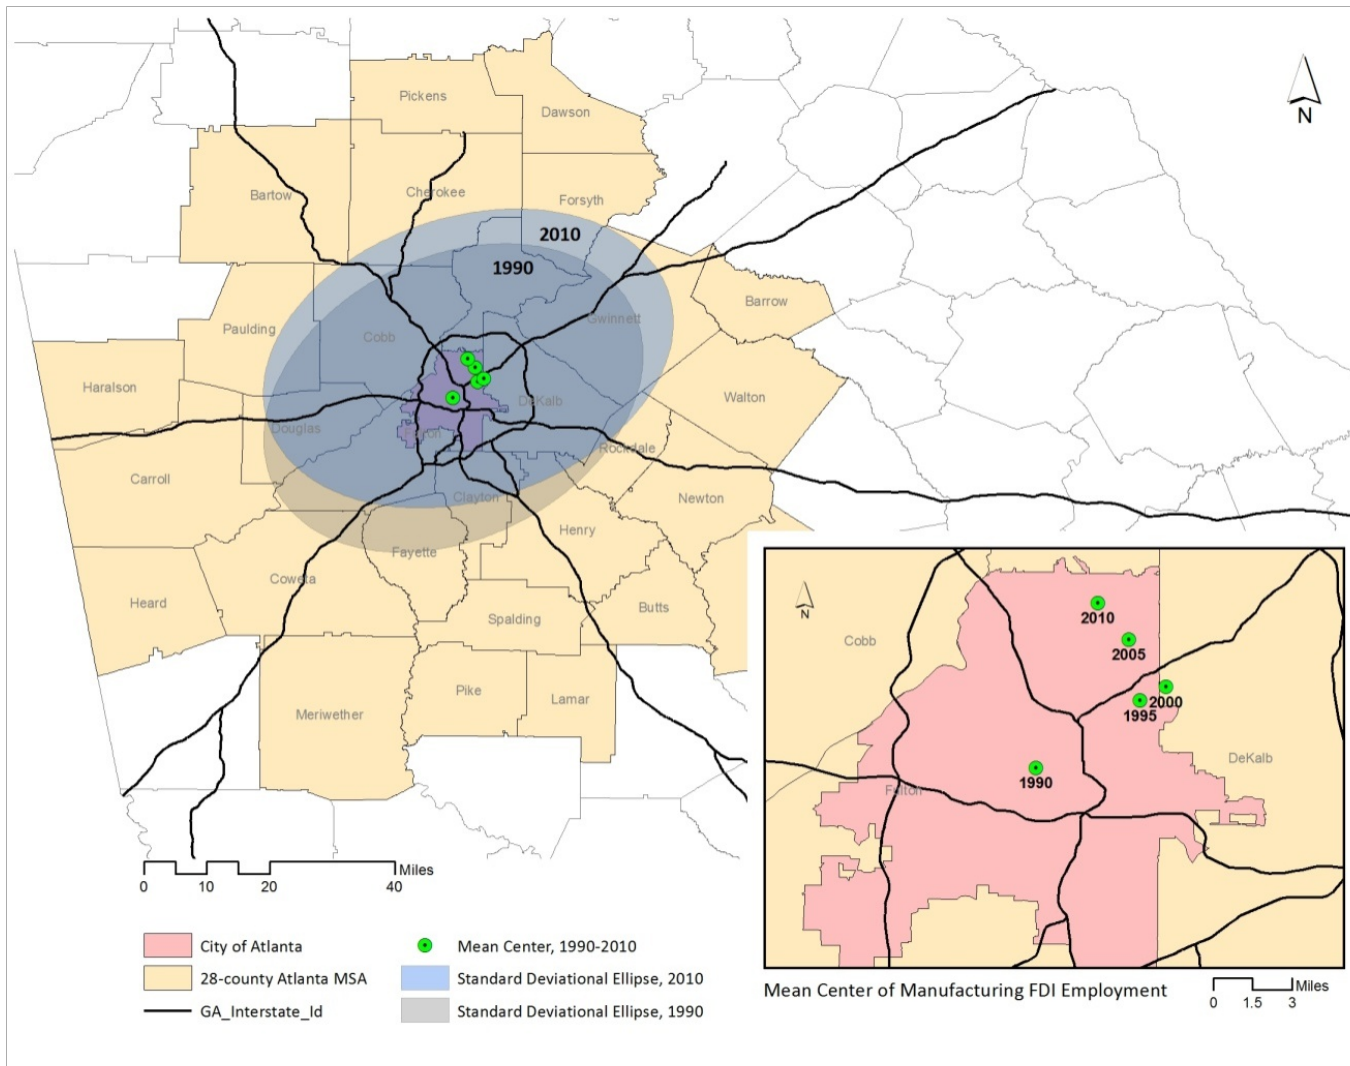 Pickens
Dawson
N
Bartow
Cherokee
Forsyth
2010
1990
Barrow
Gwinnett
Paulding
Cobb
Haralson
Walton
DeKalb
Douglas
Fulton
Rockdale
Carroll
Clayton
Newton
Henry
Fayette
Coweta
Heard
Butts
Spalding
Pike
Lamar
Meriwether
N
2010
Cobb
2005
2000
1995
DeKalb
1990
Fulton
Miles
0 10 20 40
City of Atlanta
Mean Center, 1990-2010
28-county Atlanta MSA
Standard Deviational Ellipse, 2010
GA_Interstate_Id
Standard Deviational Ellipse, 1990
Mean Center of Manufacturing FDI Employment
Miles
0 1.5 3